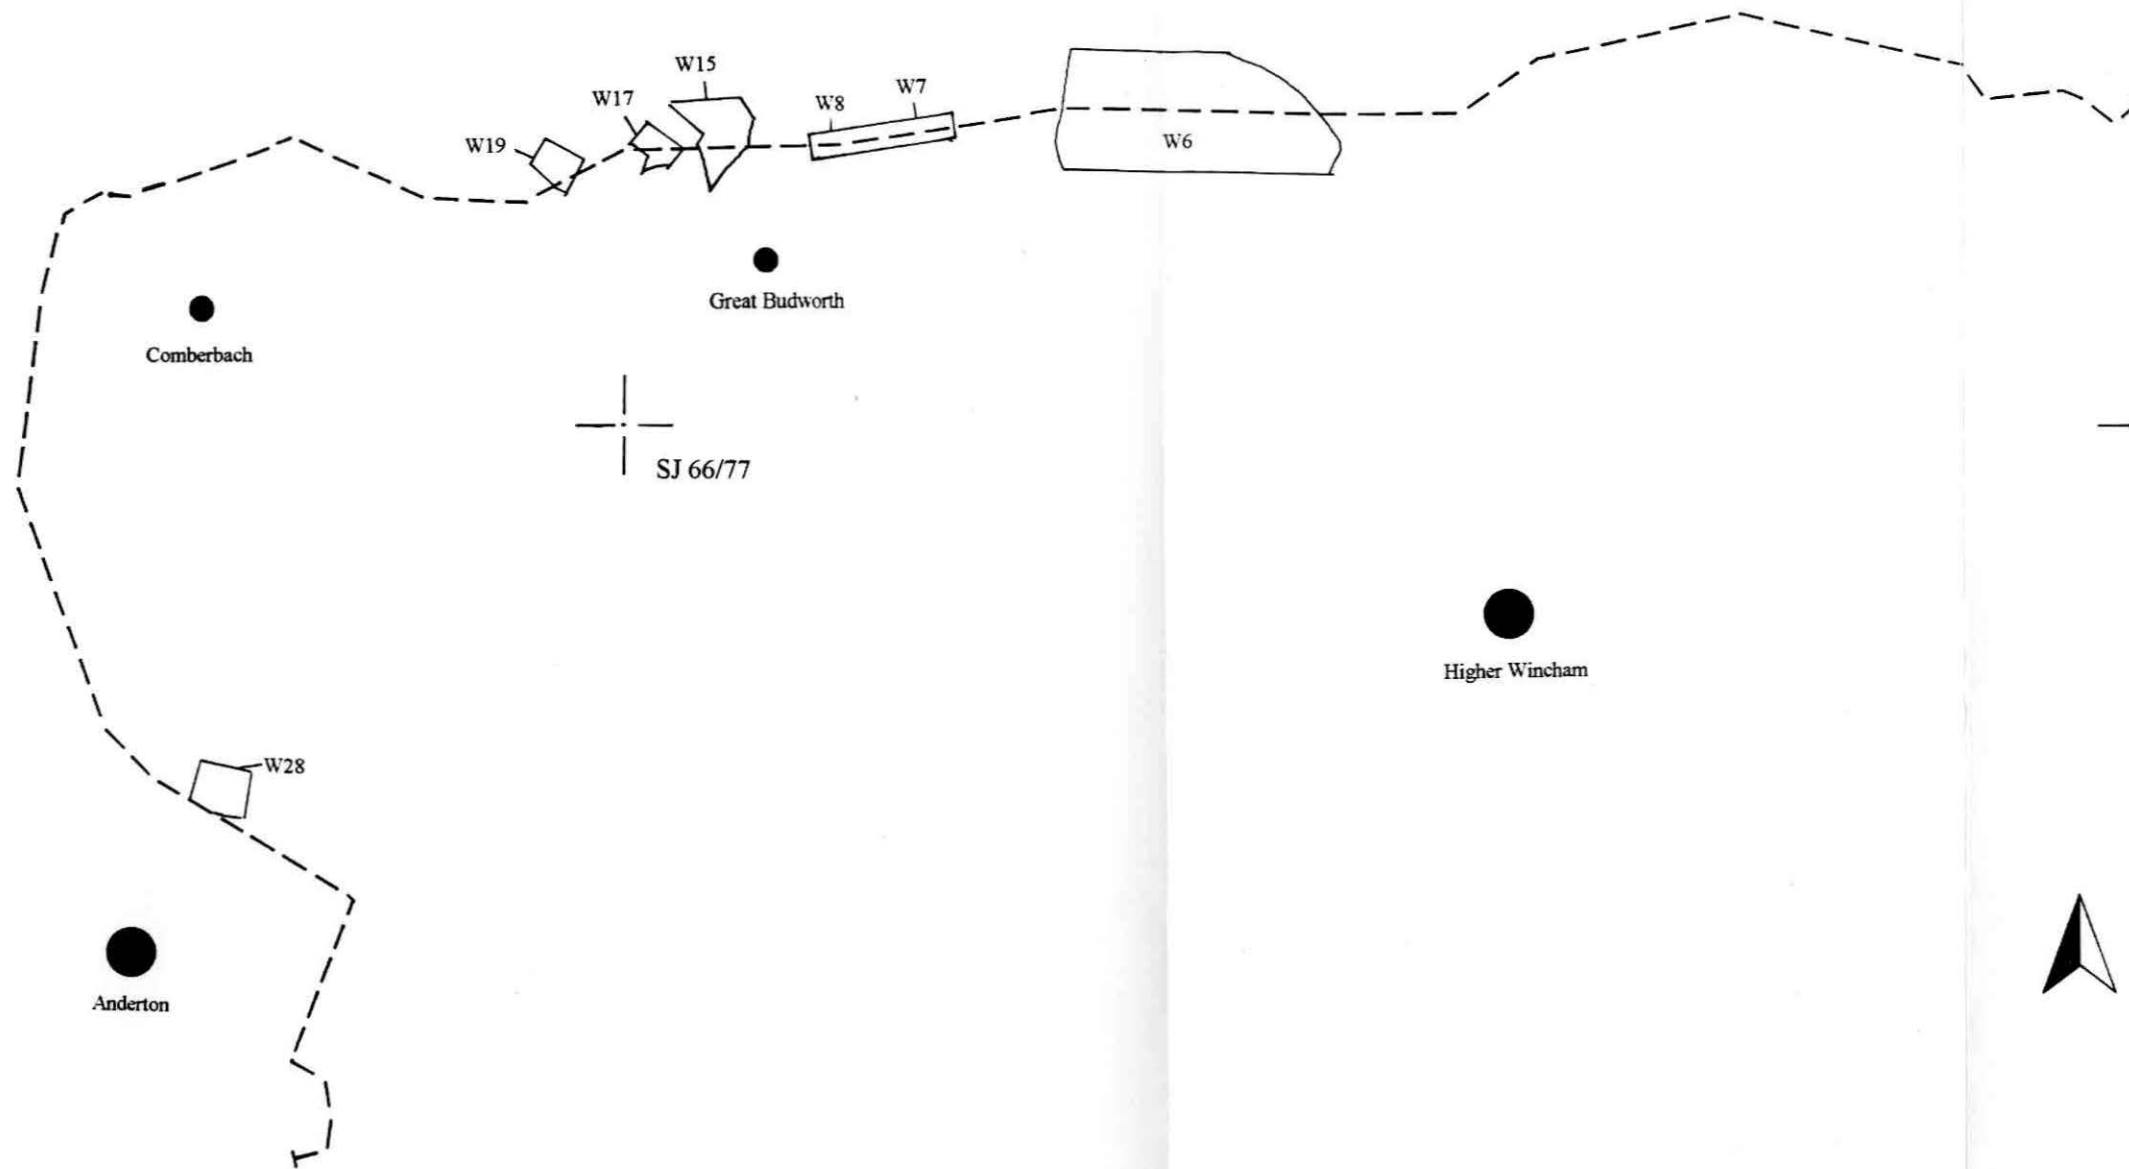 W15
W17
W8
W7
W19
W6
Great Budworth
Comberbach
SJ 66/77
Higher Wincham
W28
Anderton